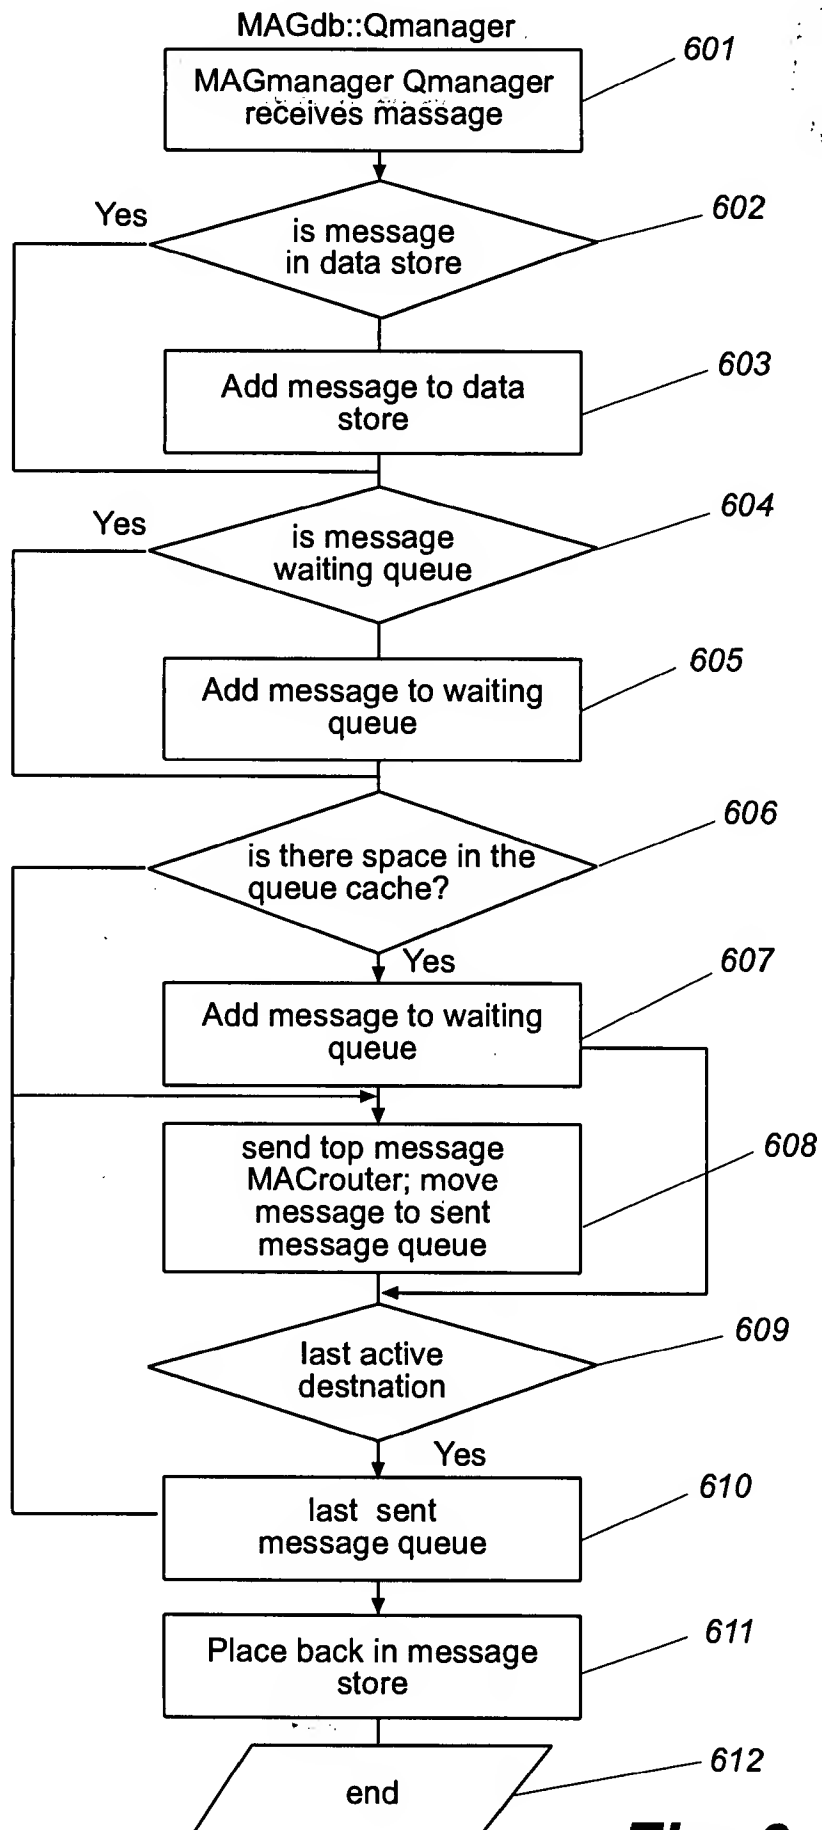 MAGdb::Qmanager
601
MAGmanager Qmanager
receives massage
602
Yes
is message
in data store
603
Add message to data
store
604
Yes
is message
waiting queue
605
Add message to waiting
queue
606
is there space in the
queue cache?
Yes
607
Add message to waiting
queue
608
send top message
MACrouter; move
message to sent
message queue
609
last active
destnation
Yes
610
last sent
message queue
611
Place back in message
store
612
end